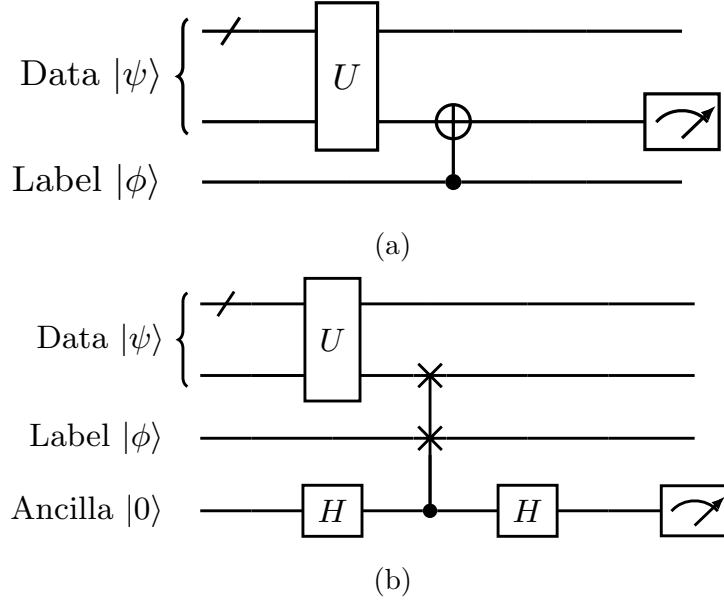 U
Data |ψ⟩
Label |ϕ⟩
(a)
U
Data |ψ⟩
Label |ϕ⟩
Ancilla |0⟩ H H
(b)